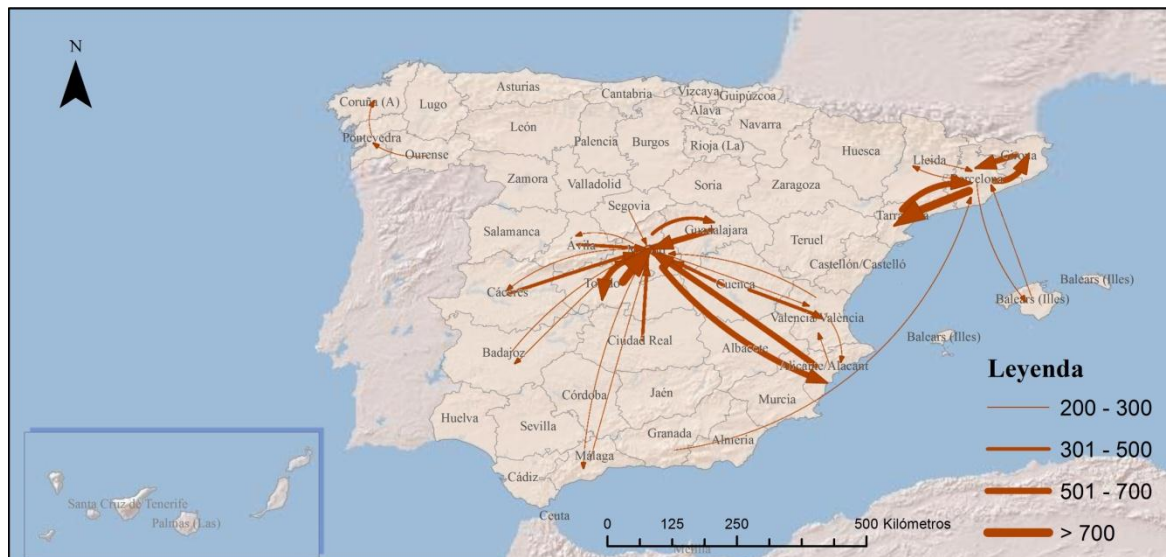 N
Coruña (A)
Lugo
Asturias
Cantabria
Vizcaya
Guipúzcoa
Álava
Navarra
León
Palencia
Burgos
Rioja (La)
Huesca
Lleida
Girona
Barcelona
Pontevedra
Ourense
Zamora
Valladolid
Soria
Zaragoza
Tarragona
Segovia
Salamanca
Ávila
Guadalajara
Teruel
Castellón/Castelló
Cáceres
Toledo
Cuenca
Valencia/València
Balears (Illes)
Balears (Illes)
Balears (Illes)
Badajoz
Ciudad Real
Albacete
Alicante/Alacant
Córdoba
Jaén
Murcia
Huelva
Sevilla
Granada
Almería
Málaga
Cádiz
Ceuta
Melilla
Santa Cruz de Tenerife
Palmas (Las)
Leyenda
200 - 300
301 - 500
501 - 700
> 700
0 125 250 500 Kilómetros